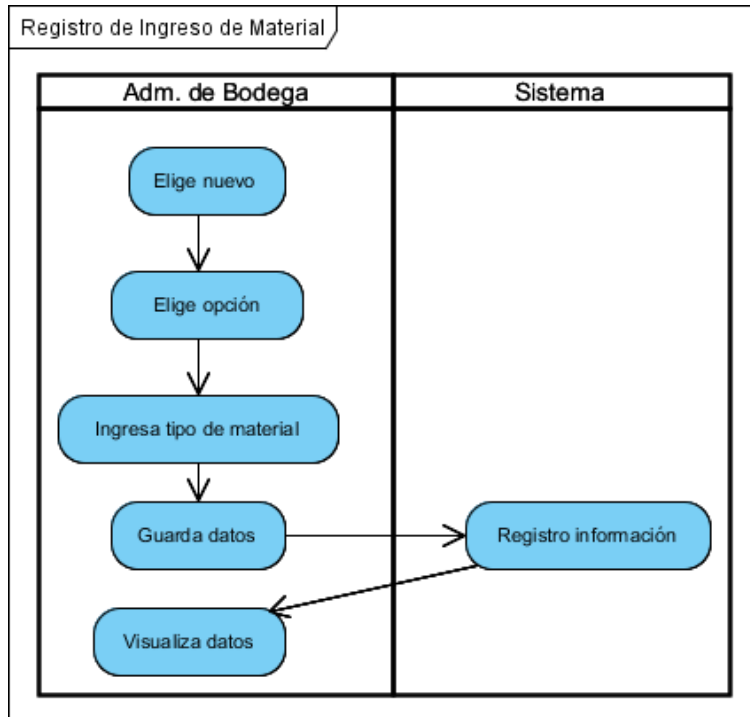 Registro de Ingreso de Material
Adm. de Bodega
Sistema
Elige nuevo
Elige opción
Ingresa tipo de material
Guarda datos
Registro información
Visualiza datos